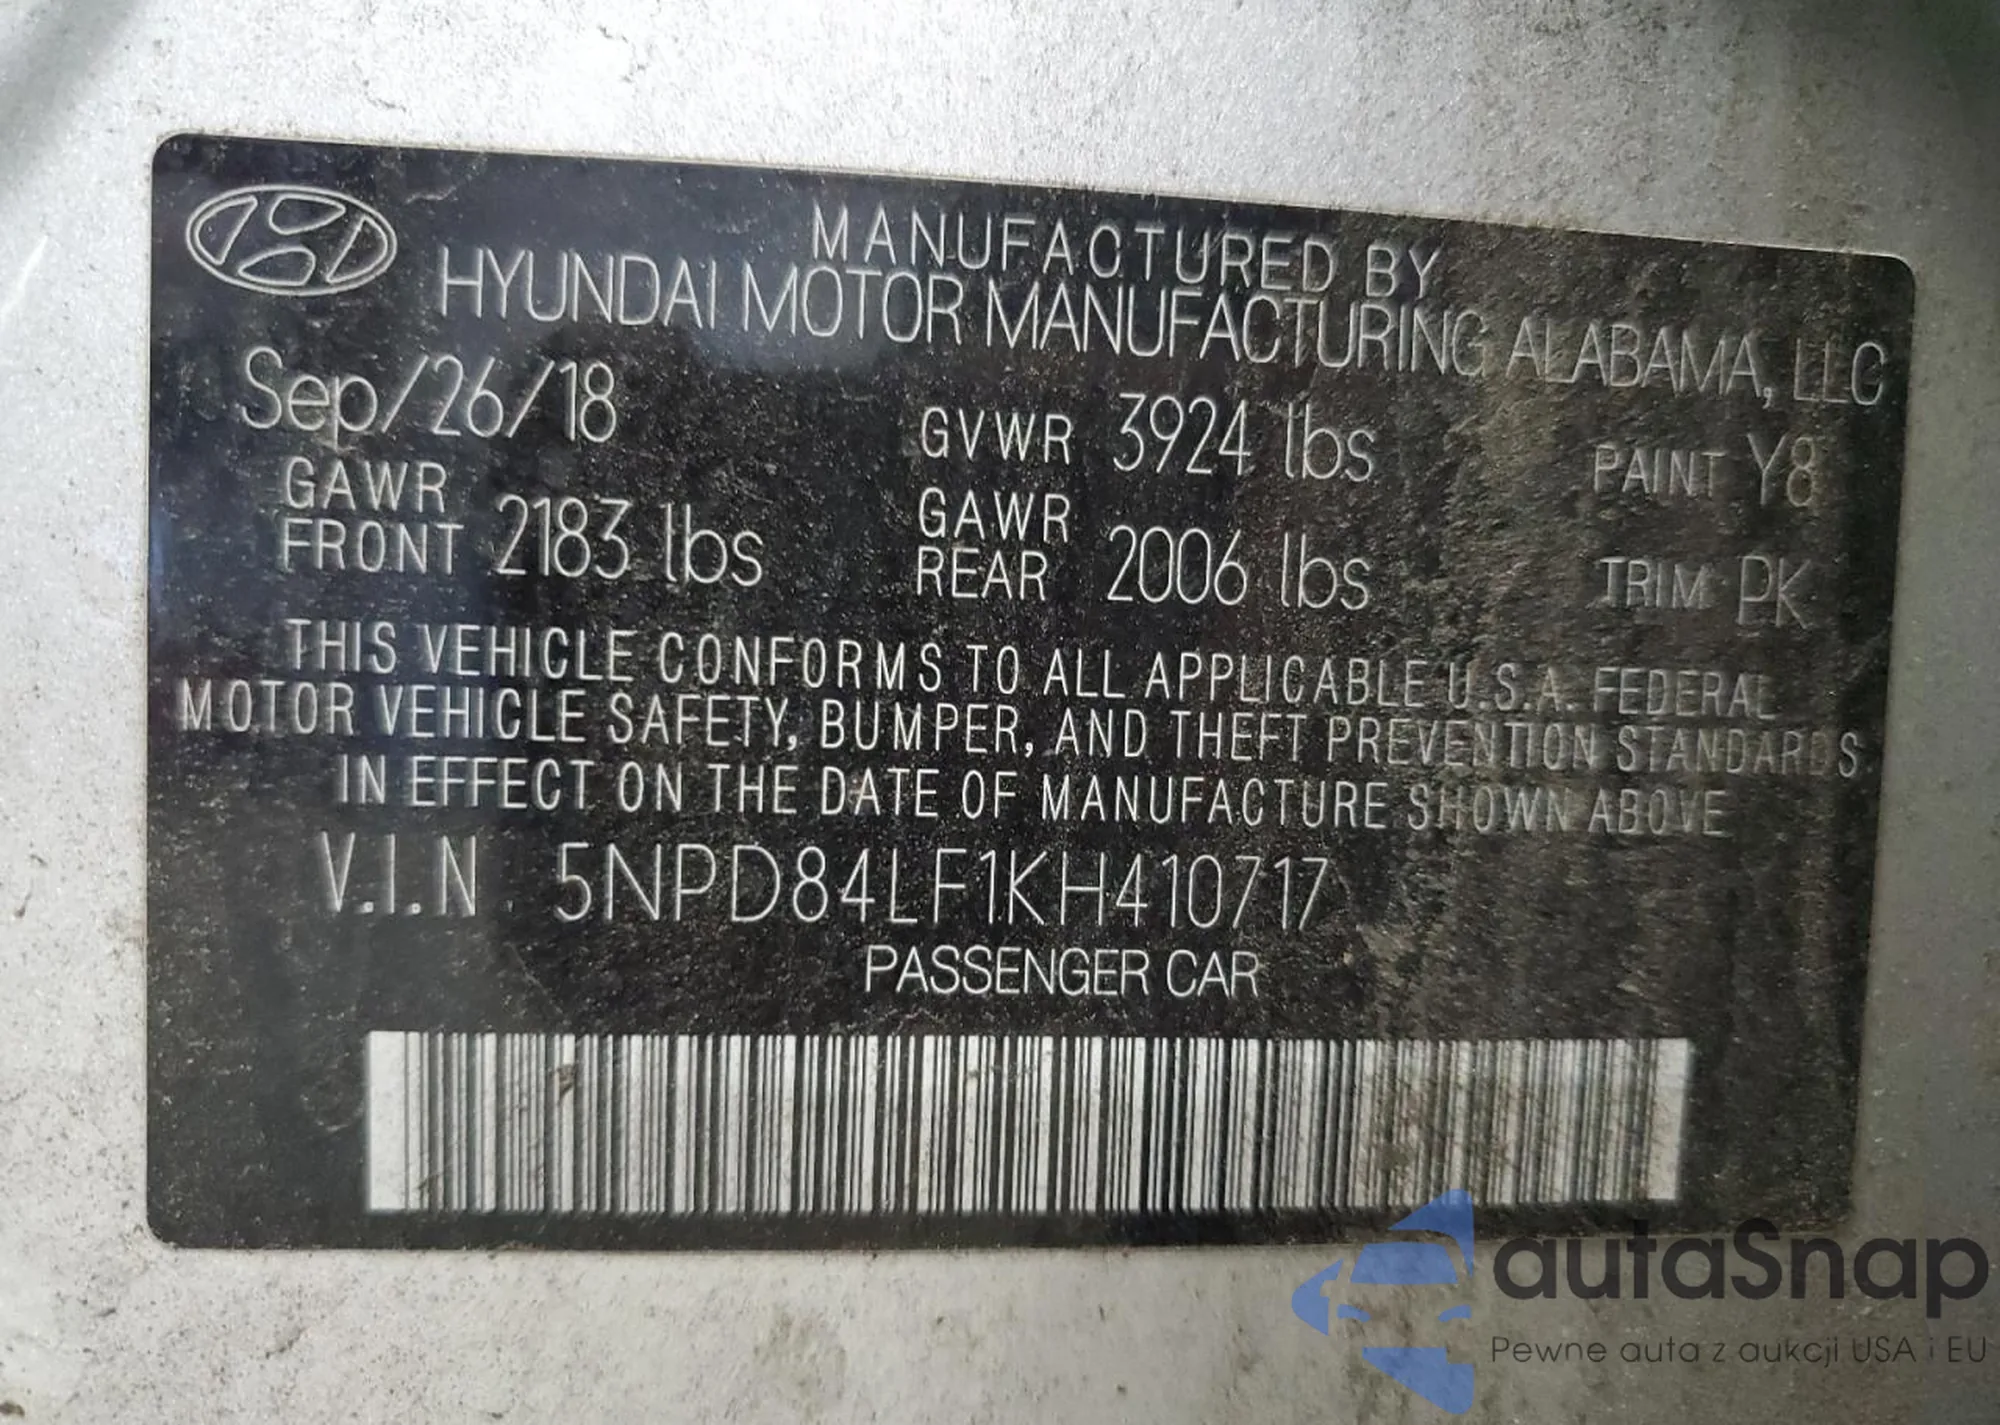 MANUFACTURED BY
HYUNDAI MOTOR MANUFACTURING ALABAMA, LLC
Sep/26/18 GVWR 3924 lbs PAINT Y8
GAWR FRONT 2183 lbs GAWR REAR 2006 lbs TRIM PK
THIS VEHICLE CONFORMS TO ALL APPLICABLE U.S.A. FEDERAL
MOTOR VEHICLE SAFETY, BUMPER, AND THEFT PREVENTION STANDARDS
IN EFFECT ON THE DATE OF MANUFACTURE SHOWN ABOVE
V.I.N 5NPD84LF1KH410717
PASSENGER CAR
autaSnap
Pewne auta z aukcji USA i EU